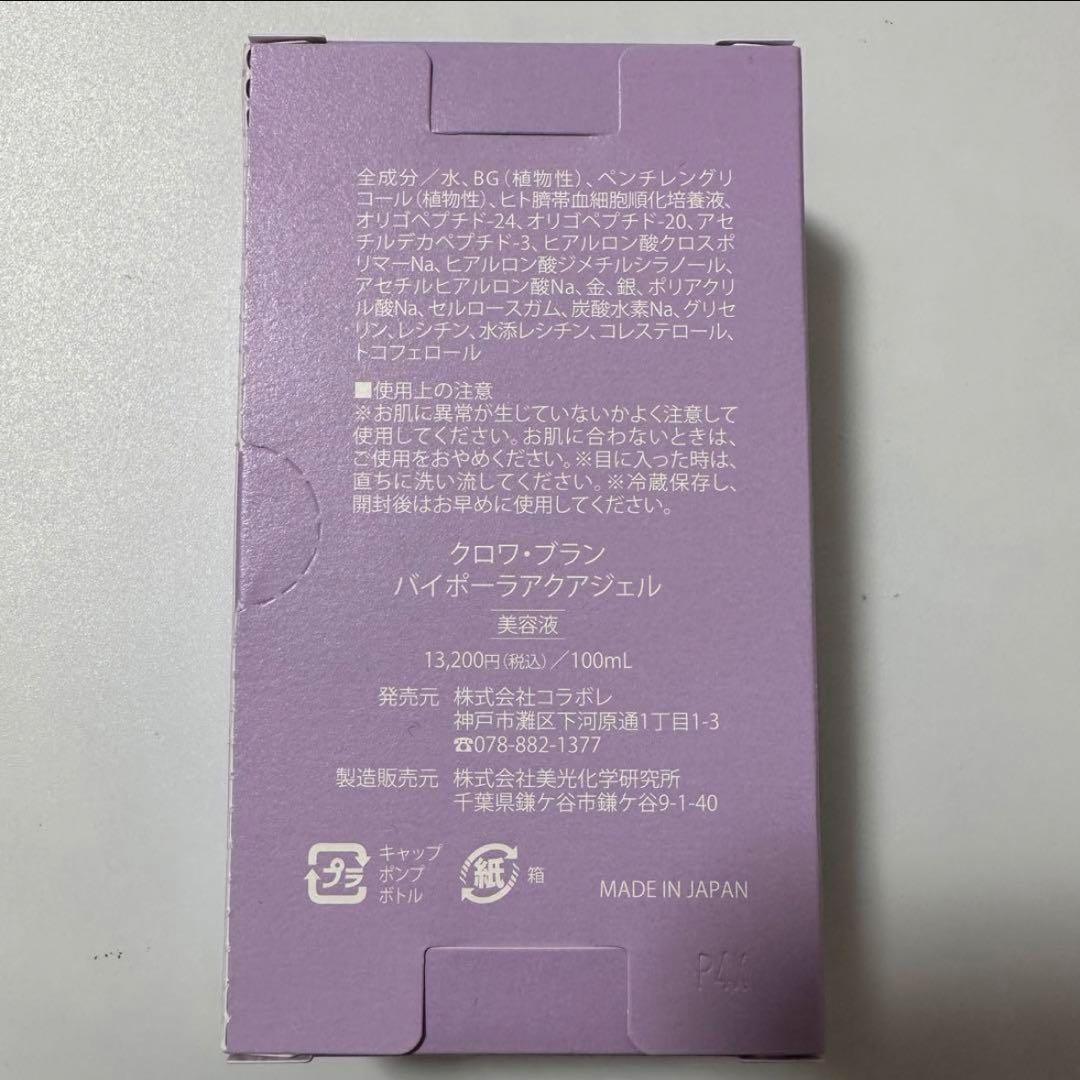 全成分／水、BG（植物性）、ペンチレングリ
コール（植物性）、ヒト臍帯血細胞順化培養液、
オリゴペプチド-24、オリゴペプチド-20、アセ
チルデカペプチド-3、ヒアルロン酸クロスポ
リマーNa、ヒアルロン酸ジメチルシラノール、
アセチルヒアルロン酸Na、金、銀、ポリアクリ
ル酸Na、セルロースガム、炭酸水素Na、グリセ
リン、レシチン、水添レシチン、コレステロール、
トコフェロール
■使用上の注意
※お肌に異常が生じていないかよく注意して
使用してください。お肌に合わないときは、
ご使用をおやめください。※目に入った時は、
直ちに洗い流してください。※冷蔵保存し、
開封後はお早めに使用してください。
クロワ・ブラン
バイポーラアクアジェル
美容液
13,200円（税込）／100mL
発売元 株式会社コラボレ
神戸市灘区下河原通1丁目1-3
☎078-882-1377
製造販売元 株式会社美光化学研究所
千葉県鎌ケ谷市鎌ケ谷9-1-40
プラ キャップ
ポンプ
ボトル
紙 箱
MADE IN JAPAN